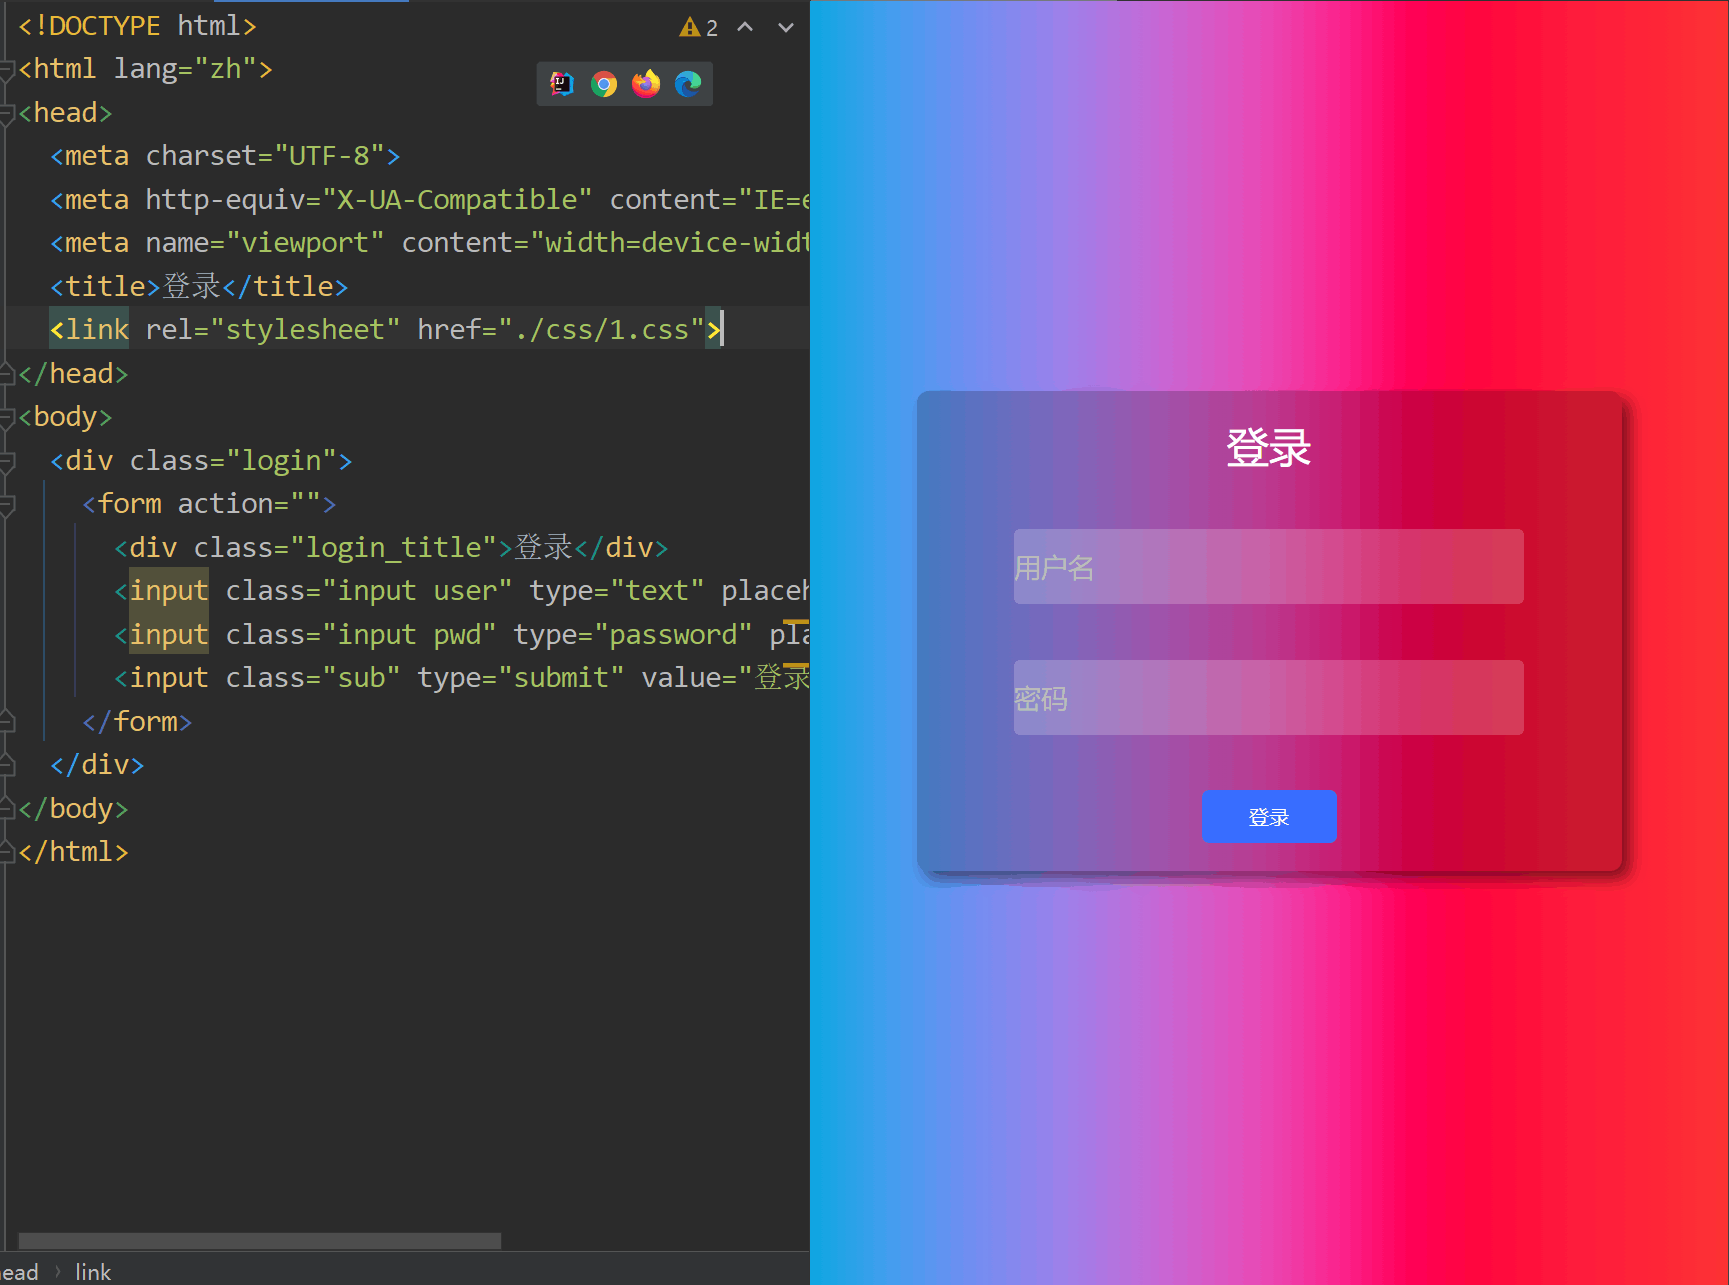 <!DOCTYPE html>
2
<html lang="zh">
<head>
<meta charset="UTF-8">
<meta http-equiv="X-UA-Compatible" content="IE=e
<meta name="viewport" content="width=device-widt
<title>登录</title>
<link rel="stylesheet" href="./css/1.css">
</head>
<body>
<div class="login">
<form action="">
<div class="login_title">登录</div>
<input class="input user" type="text" placeh
<input class="input pwd" type="password" pla
<input class="sub" type="submit" value="登录
</form>
</div>
</body>
</html>
ead › link
登录
用户名
密码
登录